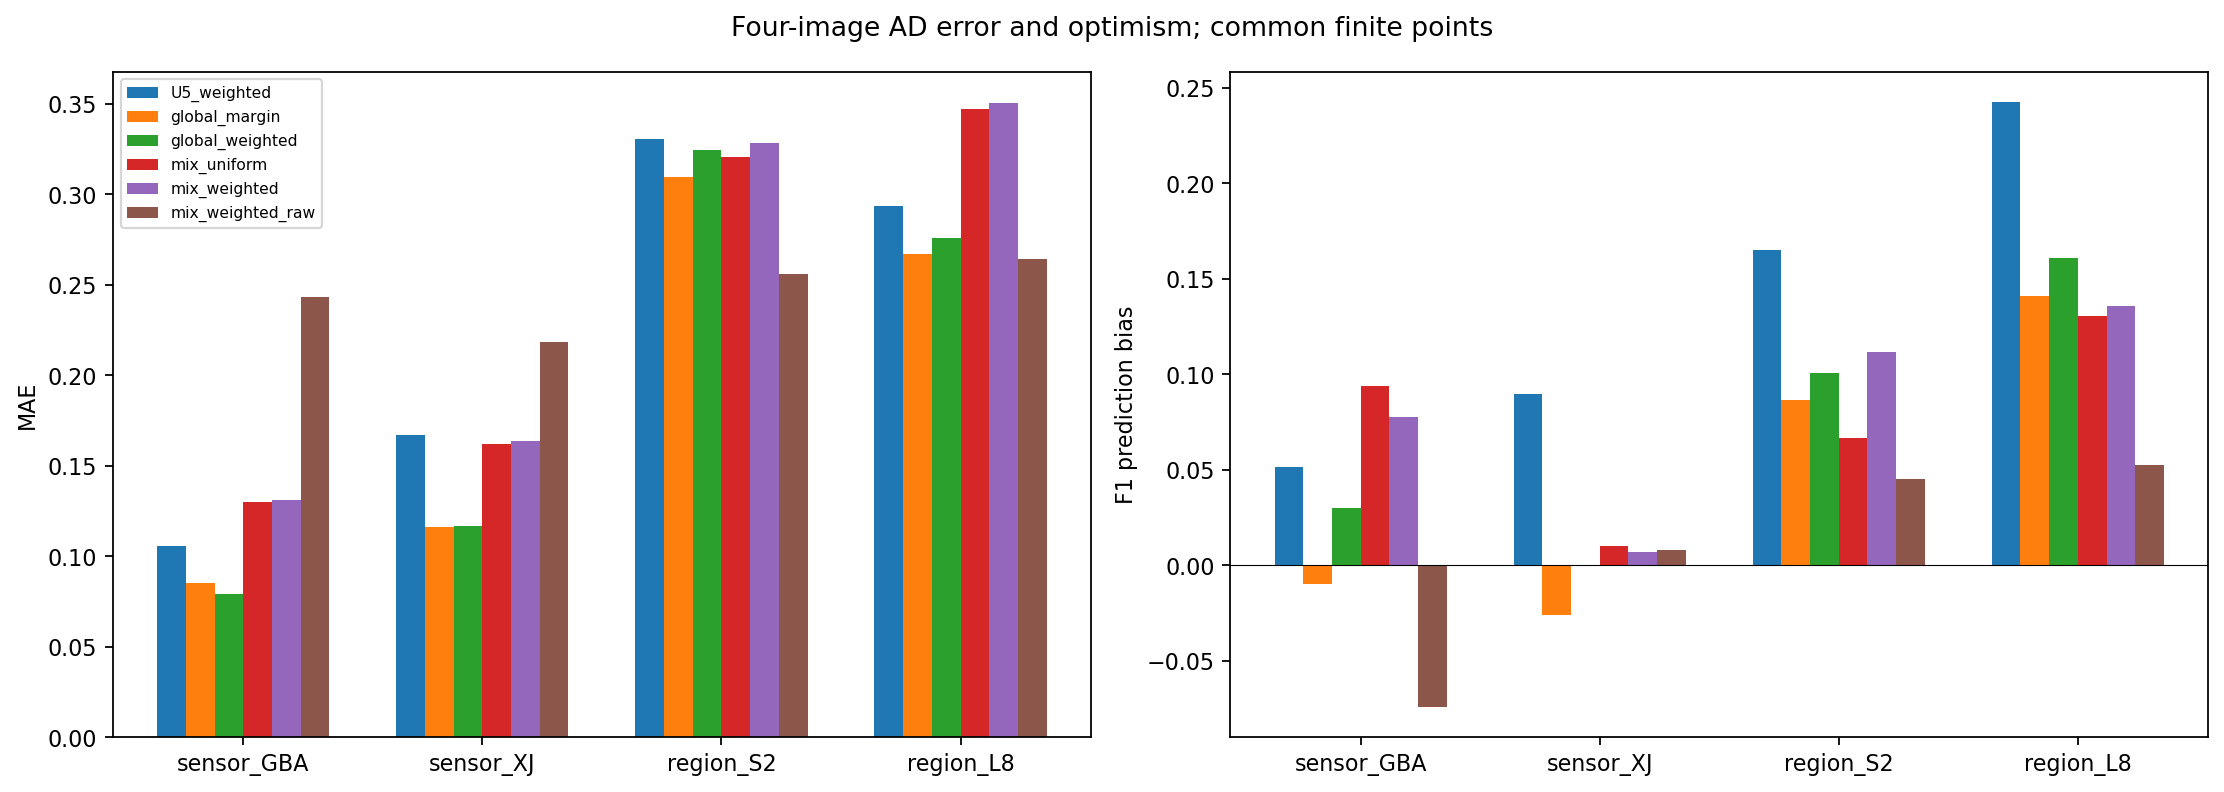 Four-image AD error and optimism; common finite points
MAE
0.35
0.30
0.25
0.20
0.15
0.10
0.05
0.00
U5_weighted
global_margin
global_weighted
mix_uniform
mix_weighted
mix_weighted_raw
sensor_GBA sensor_XJ region_S2 region_L8
F1 prediction bias
0.25
0.20
0.15
0.10
0.05
0.00
−0.05
sensor_GBA sensor_XJ region_S2 region_L8